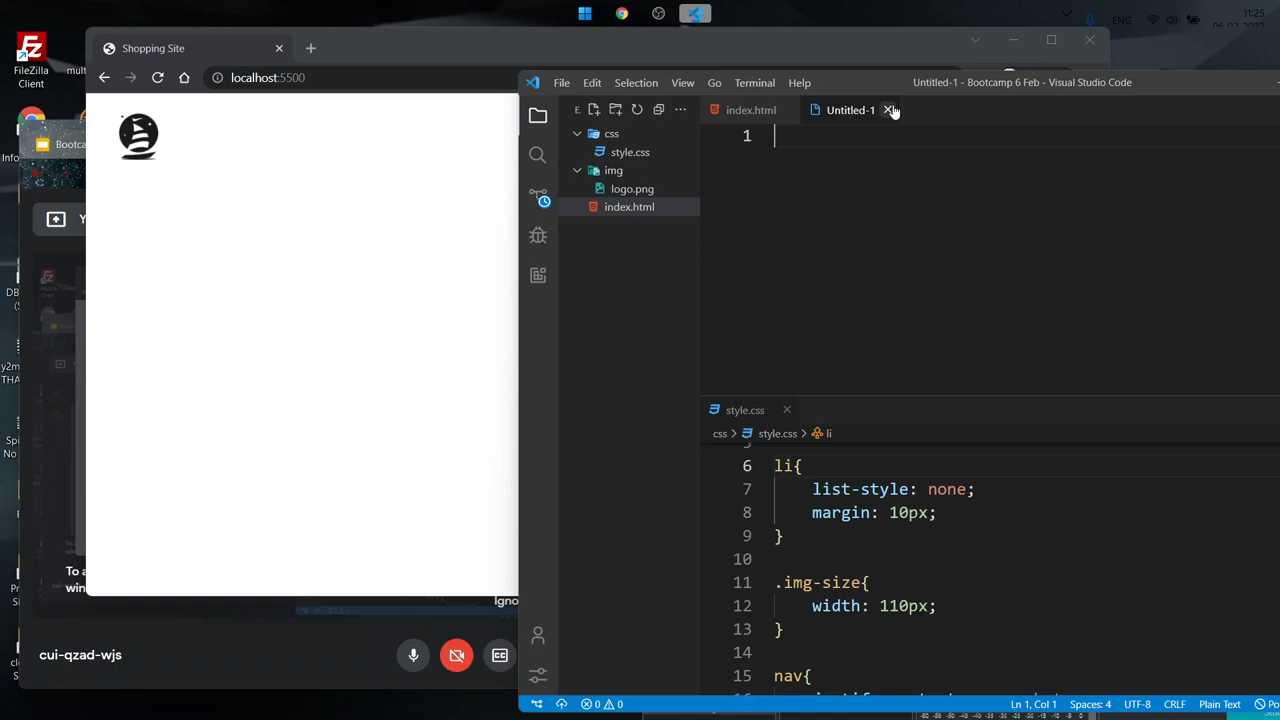 11:25
ENG
FileZilla
Client
Shopping Site
localhost:5500
Bootca
cui-qzad-wjs
File Edit Selection View Go Terminal Help
Untitled-1 - Bootcamp 6 Feb - Visual Studio Code
E.
css
style.css
img
logo.png
index.html
index.html
Untitled-1
1
style.css
css > style.css > li
6 li{
7 list-style: none;
8 margin: 10px;
9 }
10
11 .img-size{
12 width: 110px;
13 }
14
15 nav{
0 0
Ln 1, Col 1 Spaces: 4 UTF-8 CRLF Plain Text